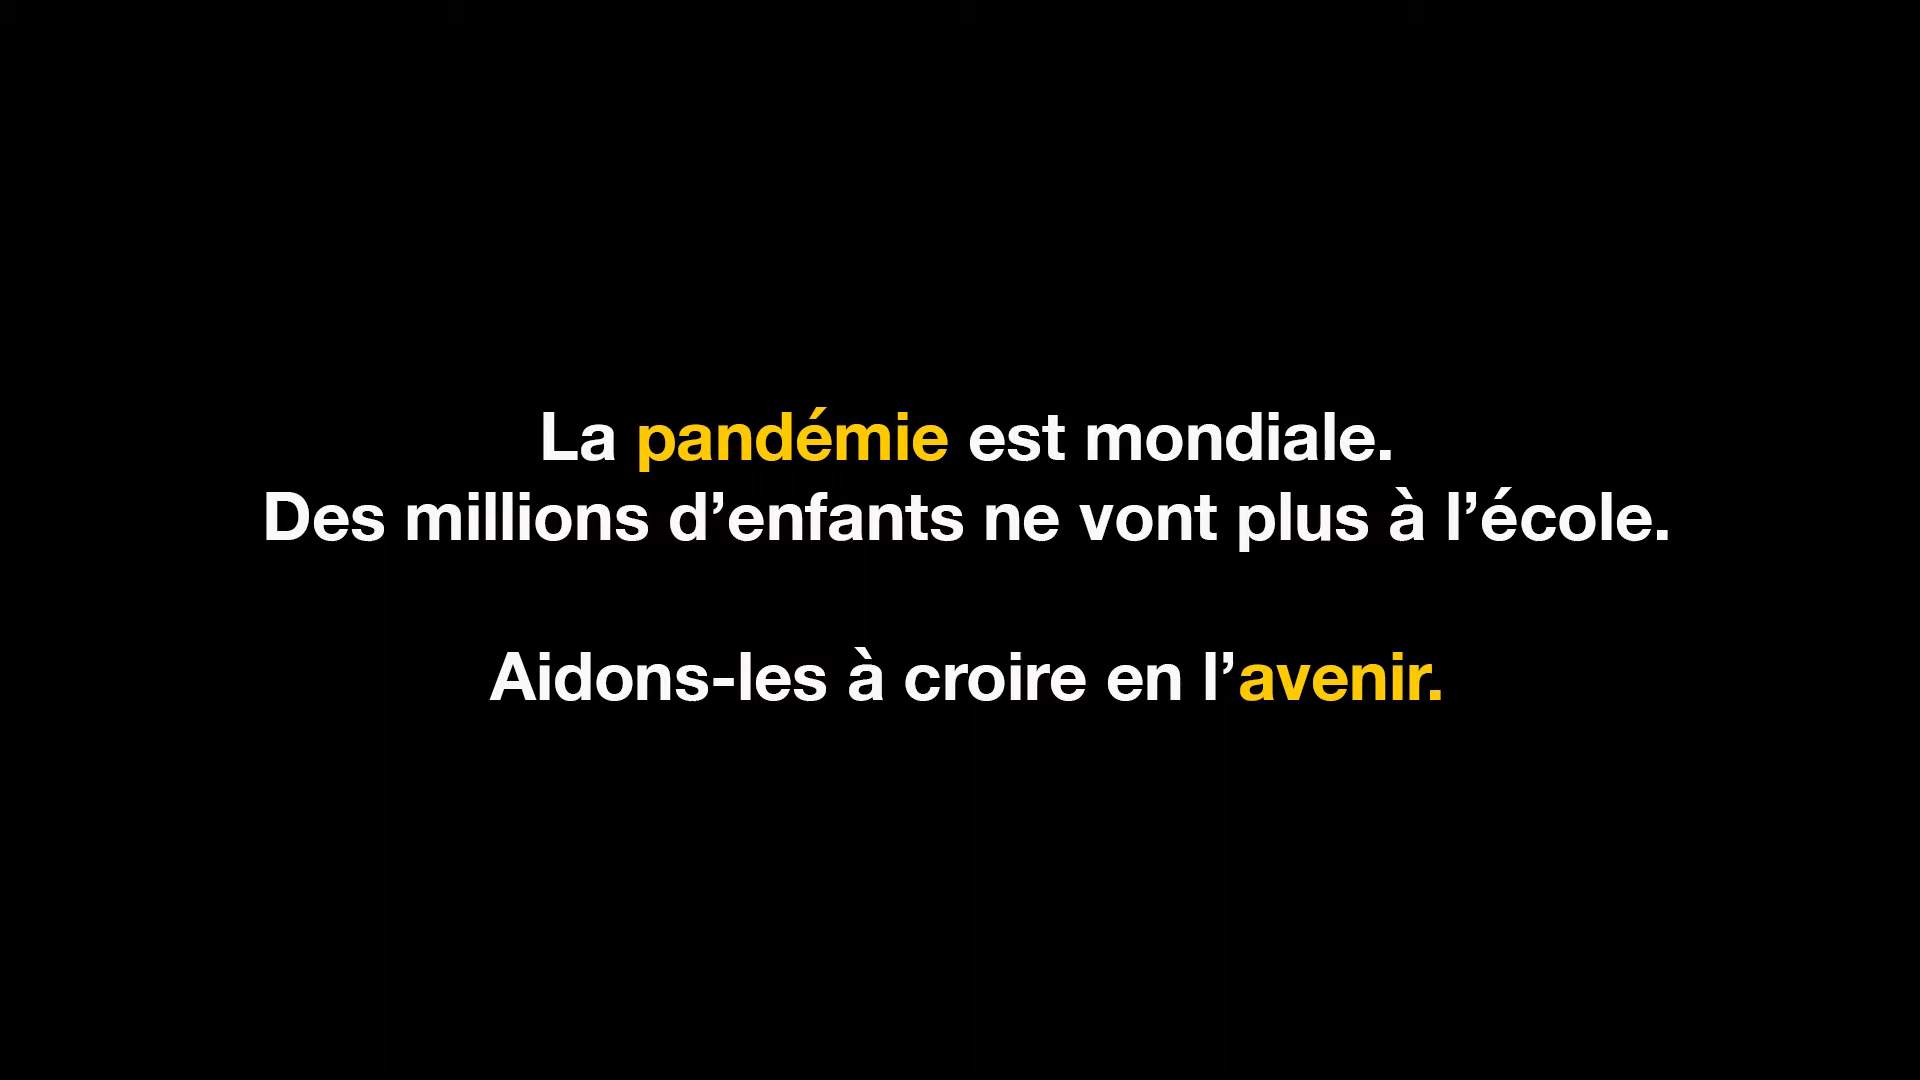 La pandémie est mondiale.
Des millions d’enfants ne vont plus à l’école.
Aidons-les à croire en l’avenir.